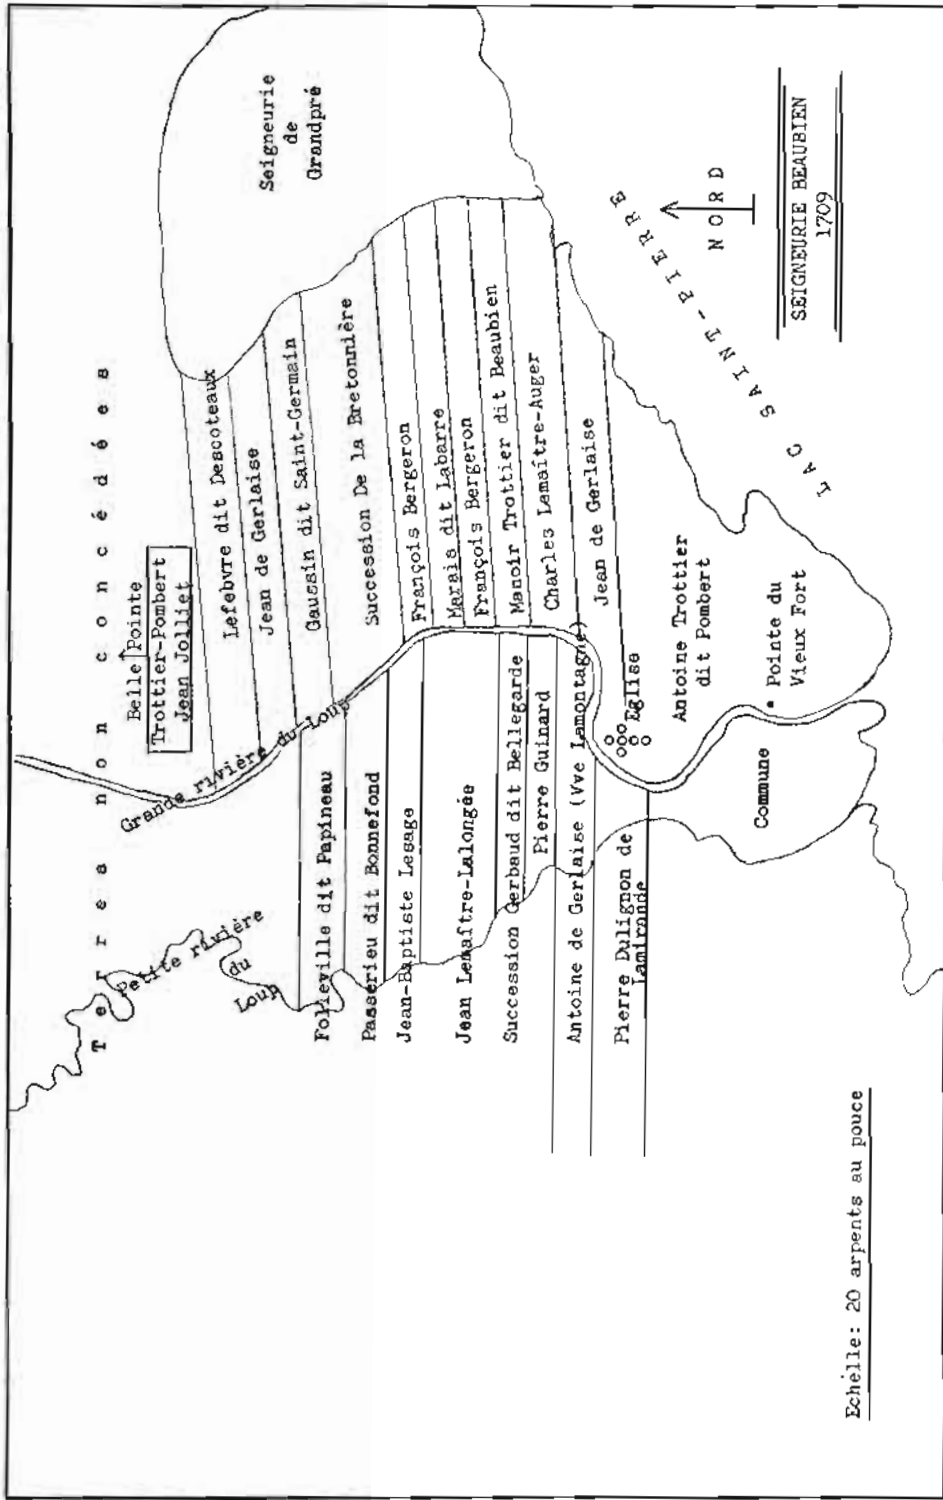 Terres non concédées
Belle Pointe
Trottier-Pombert
Jean Jolliet
Seigneurie
de
Grandpré
Grande rivière du Loup
Petite rivière
du
Loup
Lefebvre dit Descoteaux
Jean de Gerlaise
Gaussin dit Saint-Germain
Succession De la Bretonnière
François Bergeron
Marais dit Labarre
François Bergeron
Manoir Trottier dit Beaubien
Charles Lemaître-Auger
Jean de Gerlaise
Folleville dit Papineau
Passerieu dit Bonnefond
Jean-Baptiste Lesage
Jean Lemaître-Lalongée
Succession Gerbaud dit Bellegarde
Pierre Guinard
Antoine de Gerlaise (Vve Lamontagne)
Pierre Dulignon de
Lamirande
Eglise
Antoine Trottier
dit Pombert
Commune
Pointe du
Vieux Fort
LAC SAINT-PIERRE
NORD
SEIGNEURIE BEAUBIEN
1709
Echelle: 20 arpents au pouce